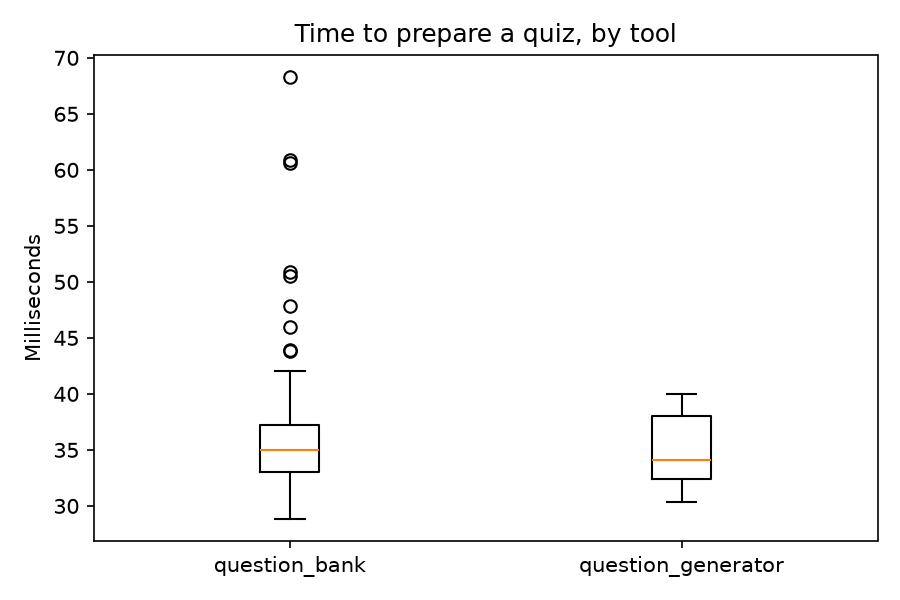 Time to prepare a quiz, by tool
Milliseconds
70
65
60
55
50
45
40
35
30
question_bank
question_generator